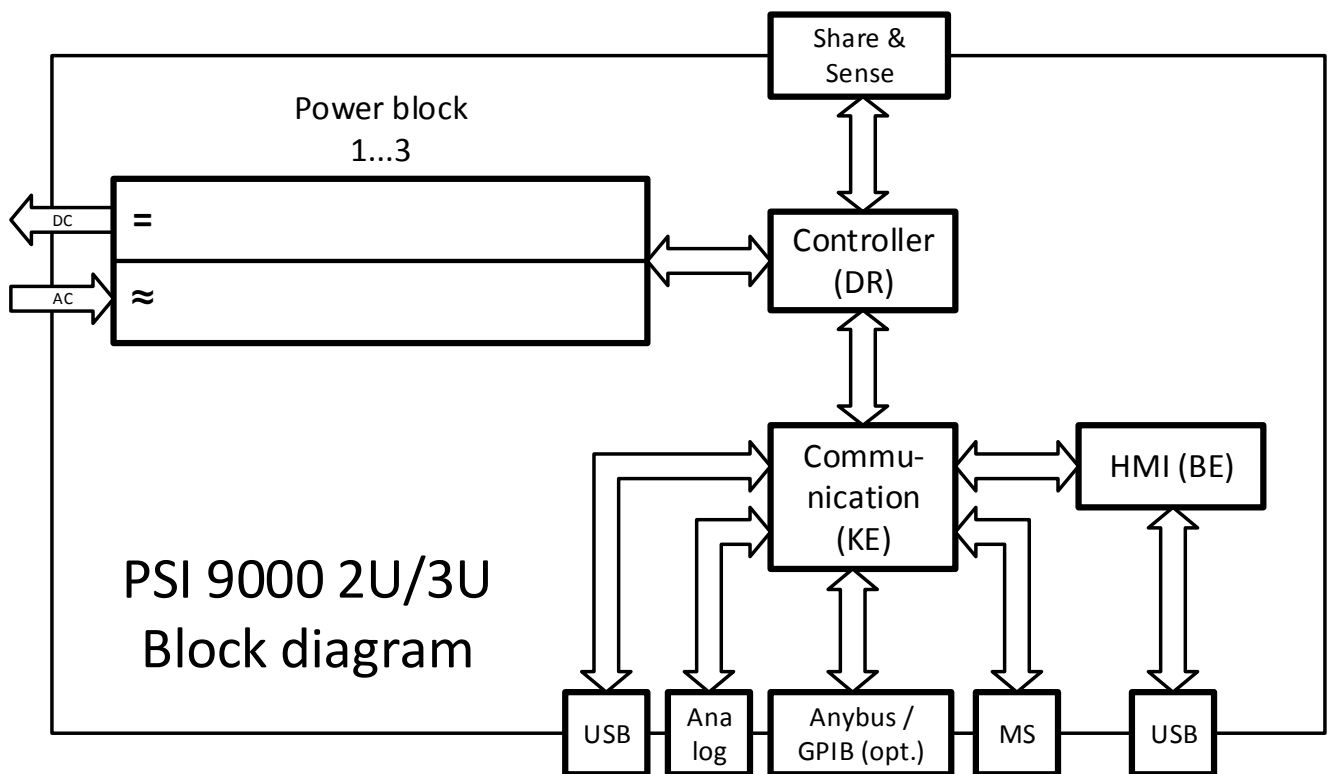 Share &
Sense
Power block
1...3
DC
=
Controller
(DR)
AC
≈
Commu-
nication
(KE)
HMI (BE)
PSI 9000 2U/3U
Block diagram
USB
Ana
log
Anybus /
GPIB (opt.)
MS
USB